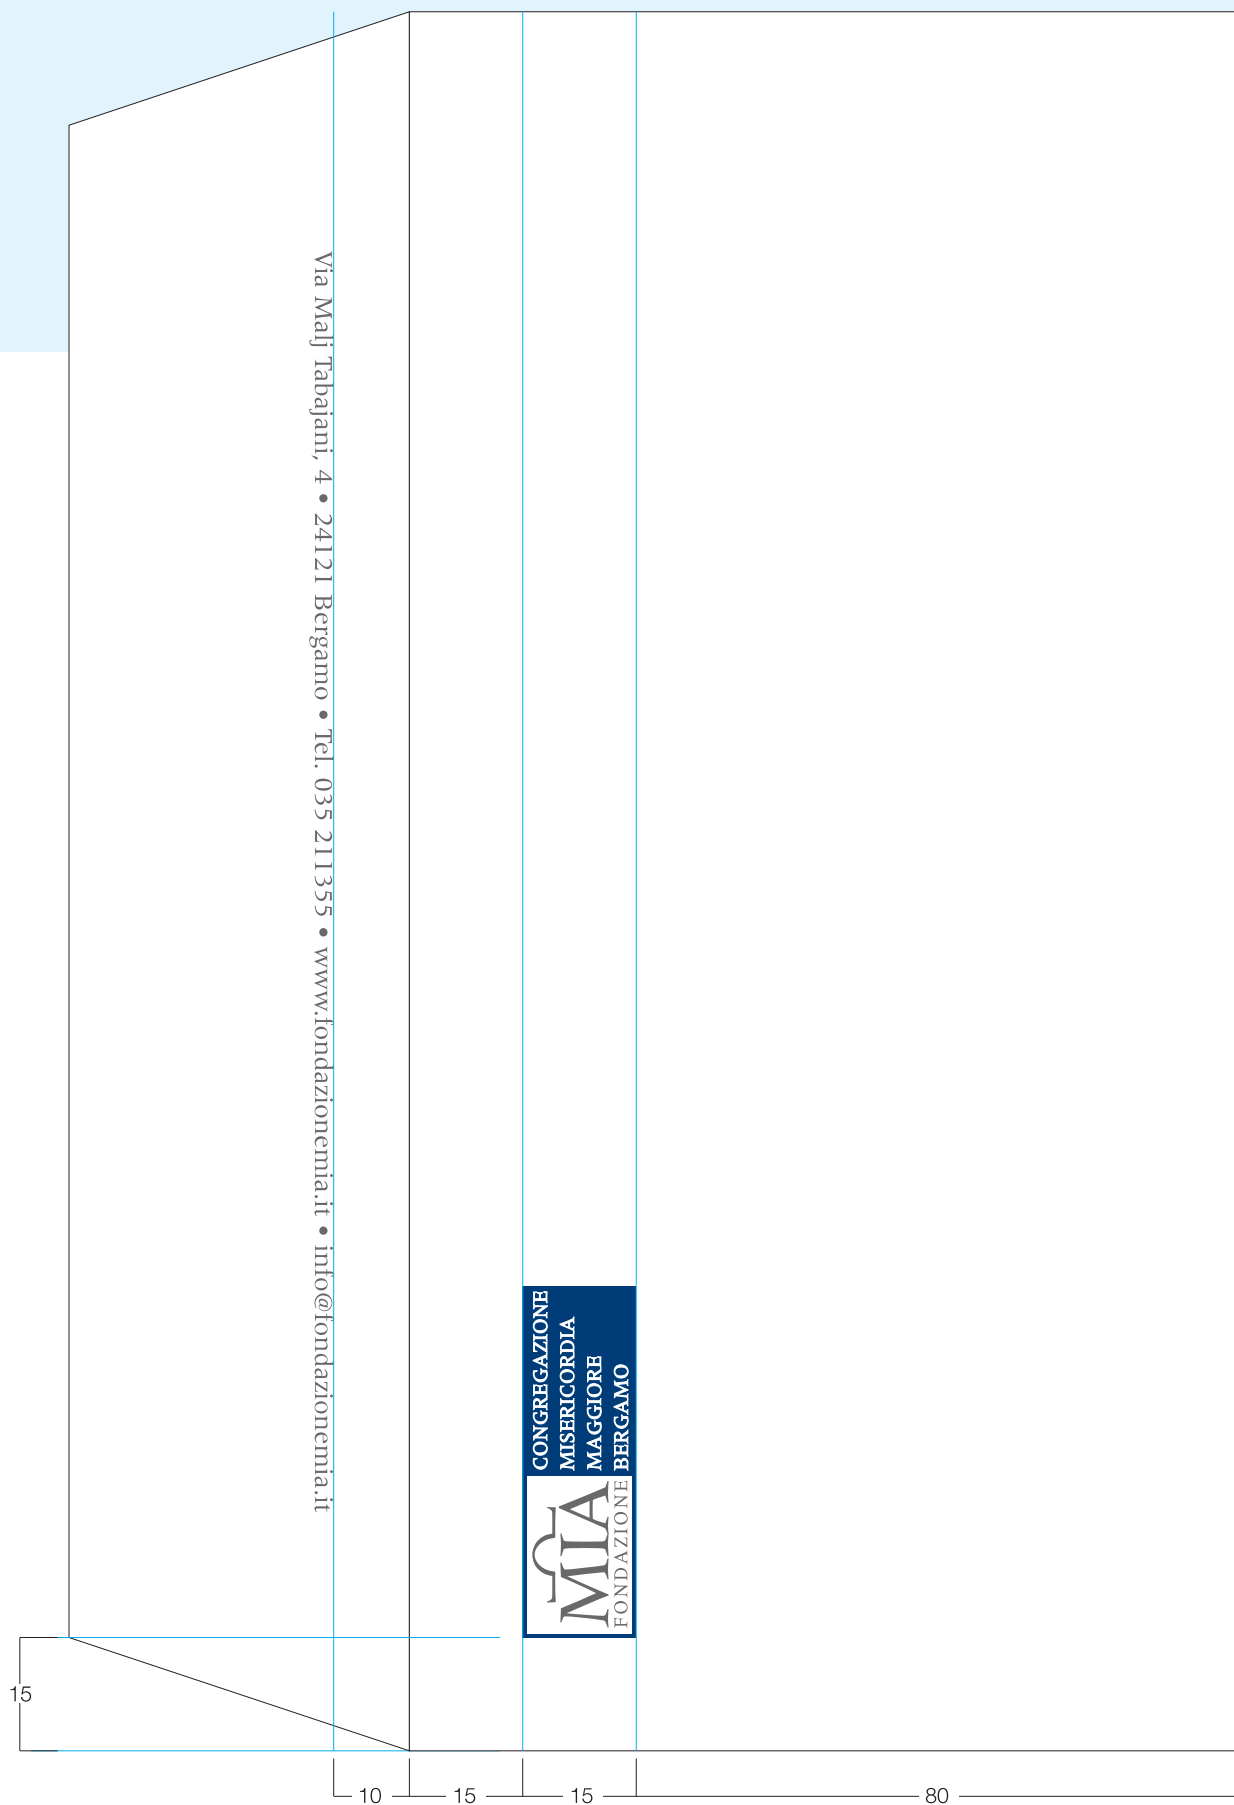 Via Malj Tabajani, 4 • 24121 Bergamo • Tel. 035 211355 • www.fondazionemia.it • info@fondazionemia.it
CONGREGAZIONE
MISERICORDIA
MAGGIORE
BERGAMO
MIA
FONDAZIONE
15
10
15
15
80